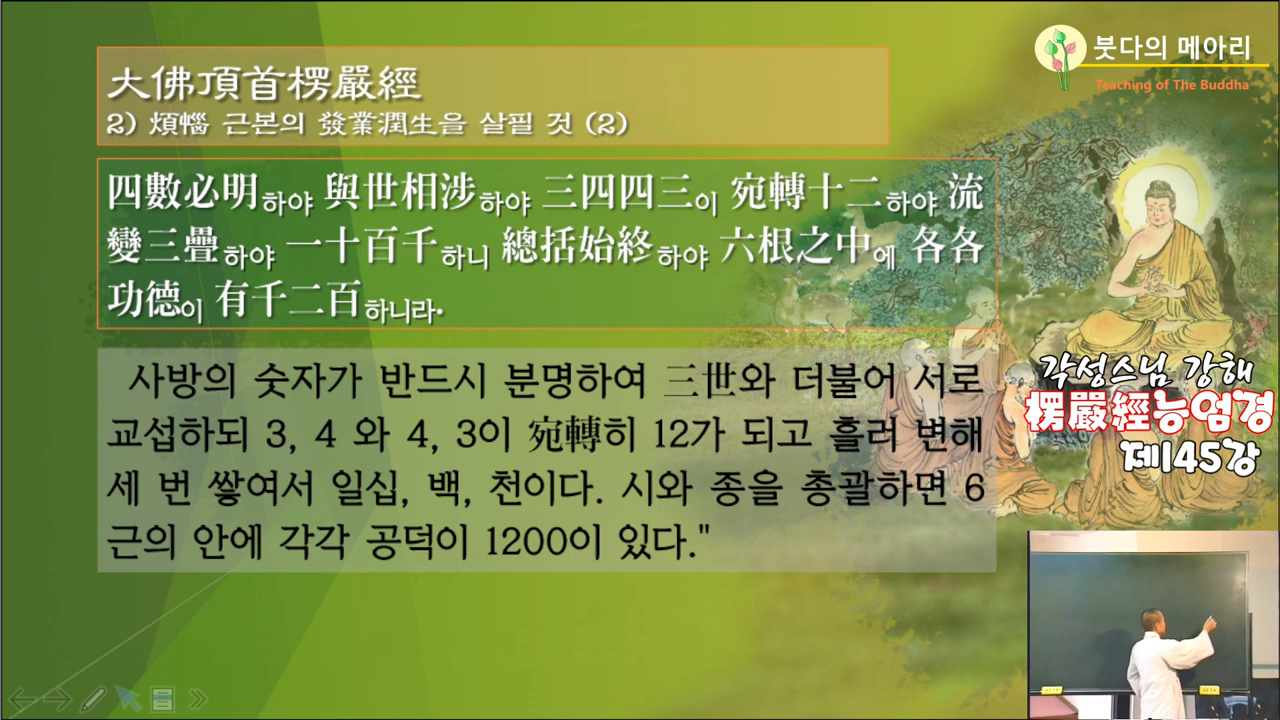 大佛頂首楞嚴經
2) 煩惱 근본의 發業潤生을 살필 것 (2)
四數必明하야 與世相涉하야 三四四三이 宛轉十二하야 流
變三疊하야 一十百千하니 總括始終하야 六根之中에 各各
功德이 有千二百하니라.
사방의 숫자가 반드시 분명하여 三世와 더불어 서로
교섭하되 3, 4 와 4, 3이 宛轉히 12가 되고 흘러 변해
세 번 쌓여서 일십, 백, 천이다. 시와 종을 총괄하면 6
근의 안에 각각 공덕이 1200이 있다."
붓다의 메아리
Teaching of The Buddha
각성스님 강해
楞嚴經능엄경
제145강